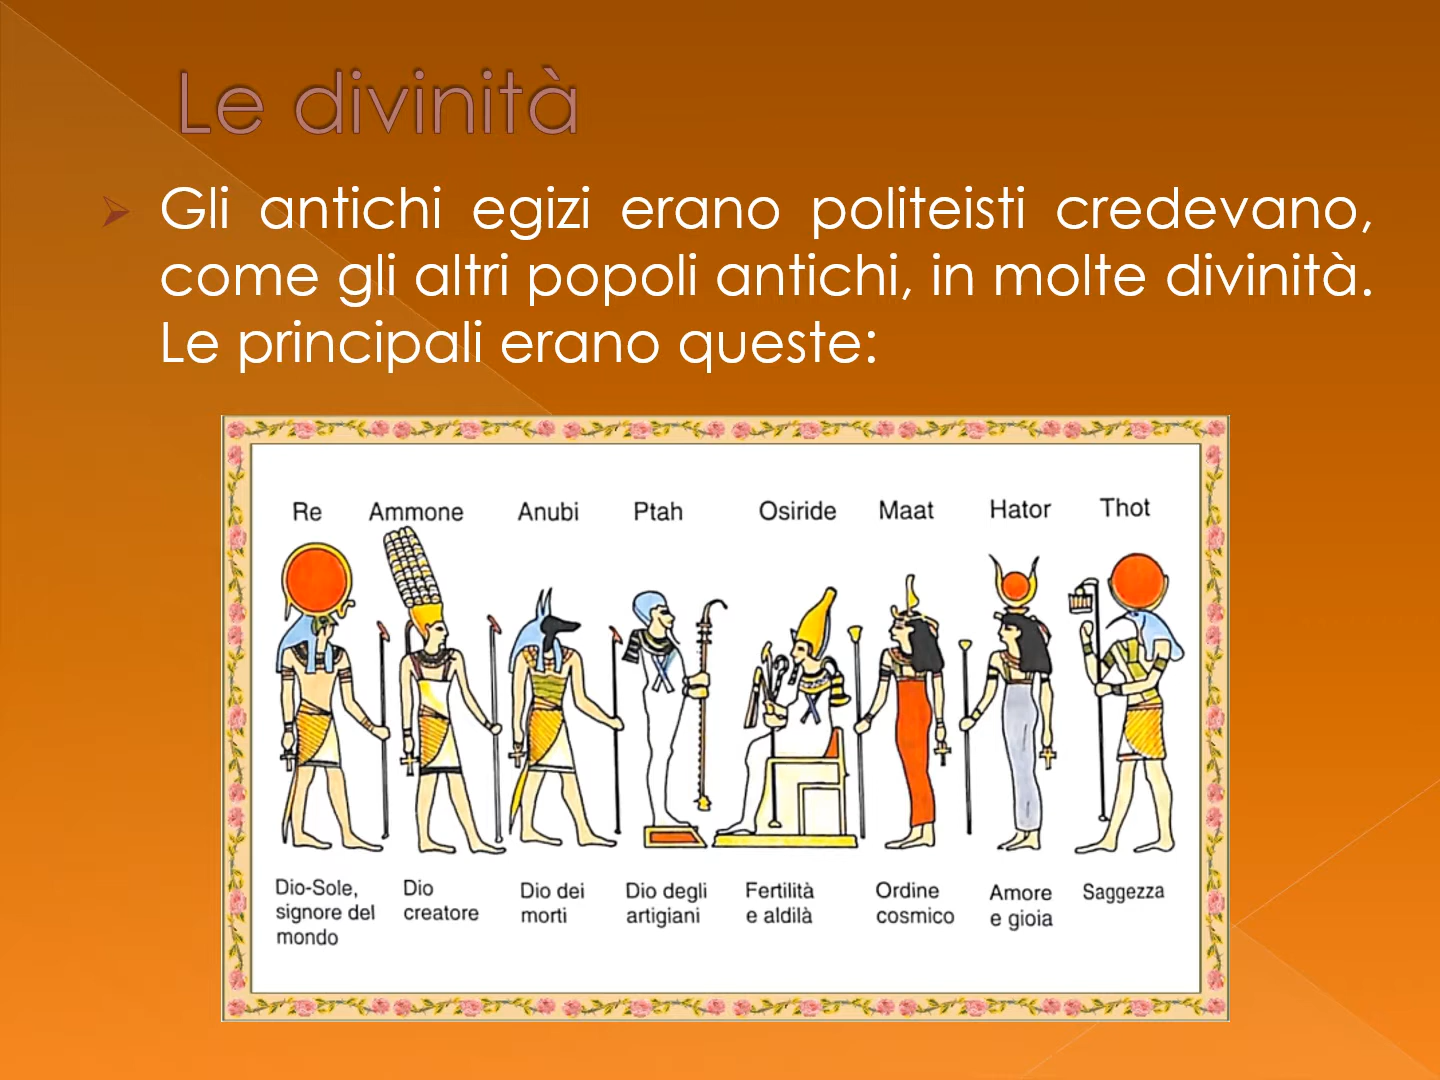 Le divinità
Gli antichi egizi erano politeisti credevano,
come gli altri popoli antichi, in molte divinità.
Le principali erano queste:
Re Ammone Anubi Ptah Osiride Maat Hator Thot
Dio-Sole,
signore del
mondo
Dio
creatore
Dio dei
morti
Dio degli
artigiani
Fertilità
e aldilà
Ordine
cosmico
Amore
e gioia
Saggezza